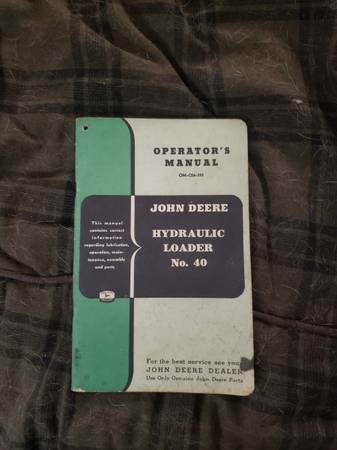 OPERATOR'S
MANUAL
This manual
contains correct
information
regarding lubrication,
operation, main-
tenance, assembly
and parts
JOHN DEERE
HYDRAULIC
LOADER
No. 40
For the best service see your
JOHN DEERE DEALER
Use Only Genuine John Deere Parts